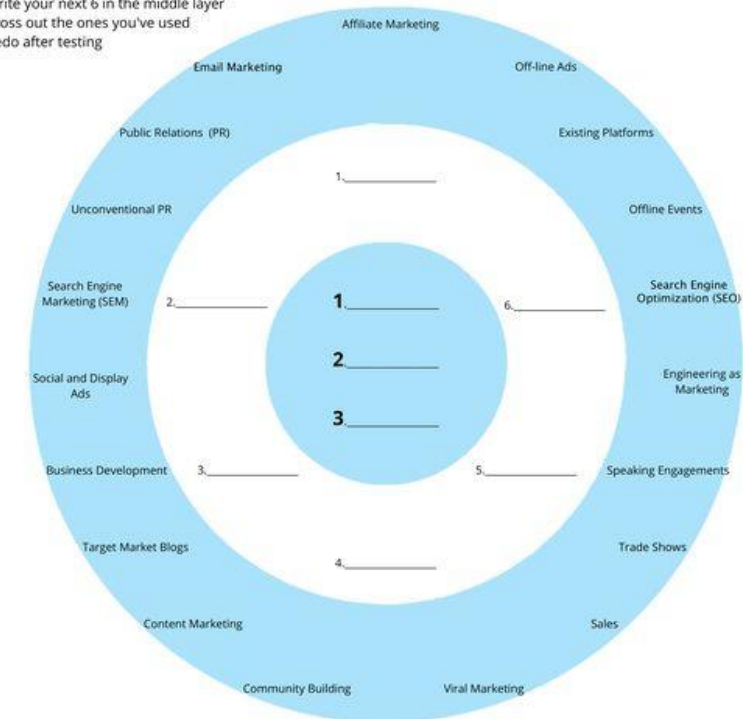 your next 6 in the middle layer
out the ones you've used
after testing
Affiliate Marketing
Email Marketing
Off-line Ads
Public Relations (PR)
Existing Platforms
1.
Unconventional PR
Offline Events
Search Engine
Marketing (SEM)
2.
1.
6.
Search Engine
Optimization (SEO)
2
Social and Display
Ads
Engineering as
Marketing
3
Business Development
3.
5.
Speaking Engagements
Target Market Blogs
Trade Shows
4.
Content Marketing
Sales
Community Building
Viral Marketing